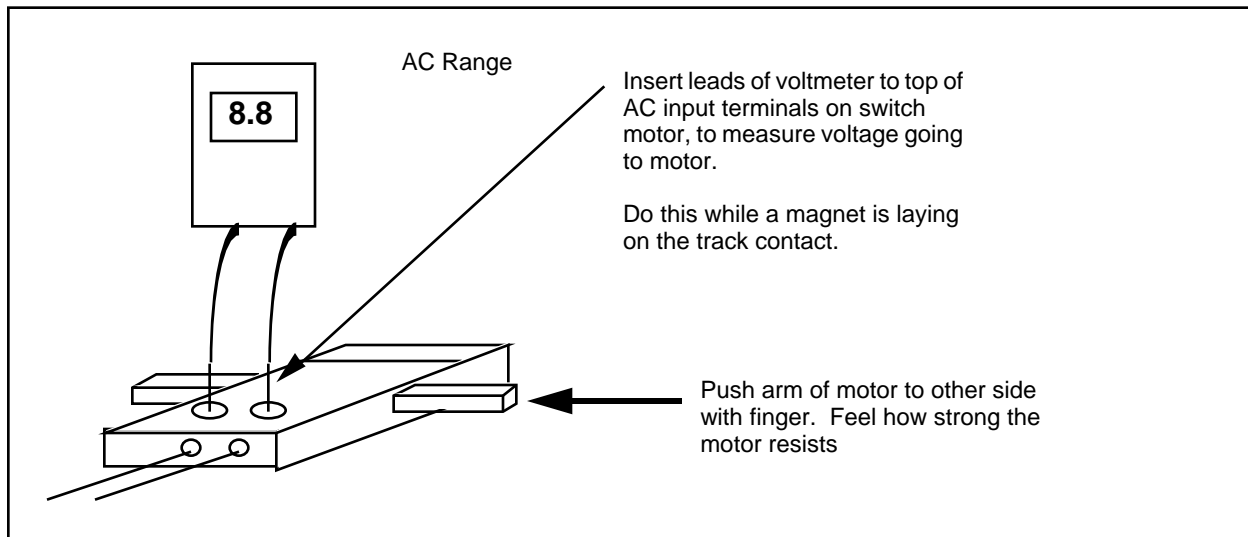 AC Range
8.8
Insert leads of voltmeter to top of
AC input terminals on switch
motor, to measure voltage going
to motor.
Do this while a magnet is laying
on the track contact.
Push arm of motor to other side
with finger.  Feel how strong the
motor resists